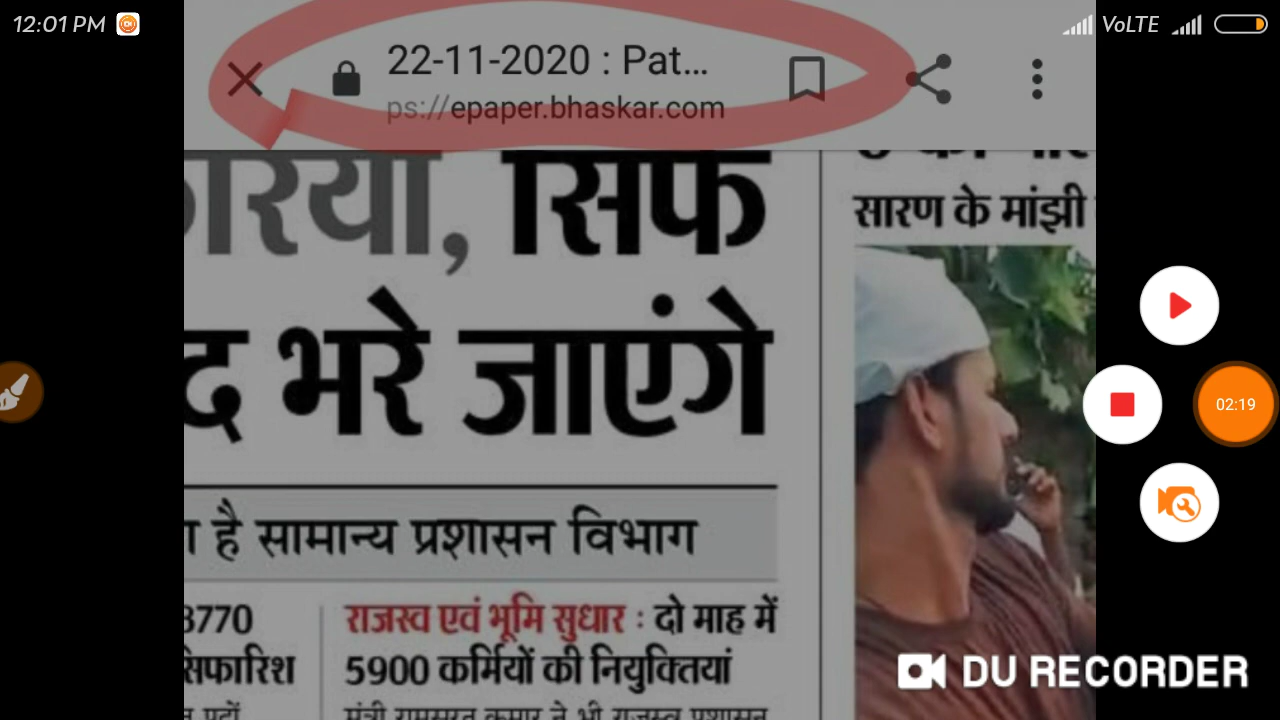 12:01 PM
VoLTE
22-11-2020 : Pat...
ps://epaper.bhaskar.com
सिर्फ
सारण के मांझी
द भरे जाएंगे
02:19
है सामान्य प्रशासन विभाग
3770
राजस्व एवं भूमि सुधार : दो माह में
सिफारिश
5900 कर्मियों की नियुक्तियां
DU RECORDER